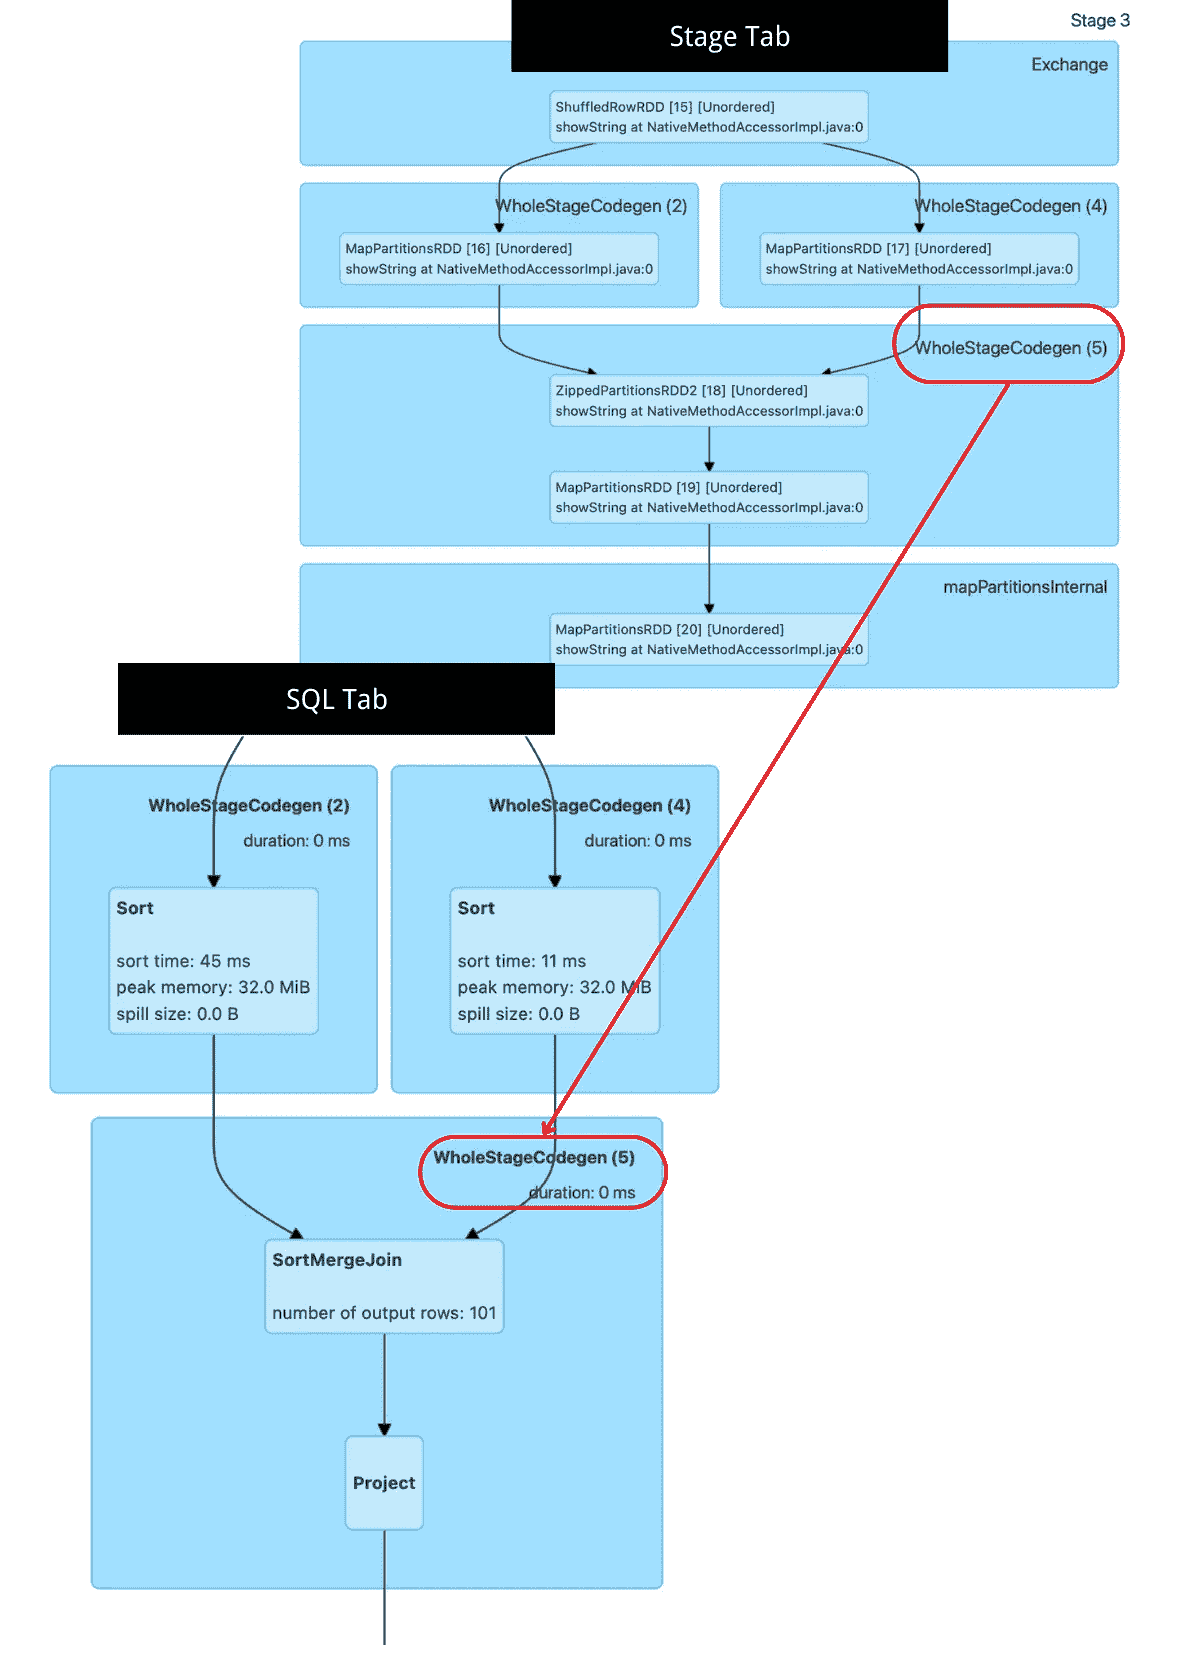 Stage Tab
Stage 3
Exchange
ShuffledRowRDD [15] [Unordered]
showString at NativeMethodAccessorImpl.java:0
WholeStageCodegen (2)
MapPartitionsRDD [16] [Unordered]
showString at NativeMethodAccessorImpl.java:0
WholeStageCodegen (4)
MapPartitionsRDD [17] [Unordered]
showString at NativeMethodAccessorImpl.java:0
WholeStageCodegen (5)
ZippedPartitionsRDD2 [18] [Unordered]
showString at NativeMethodAccessorImpl.java:0
MapPartitionsRDD [19] [Unordered]
showString at NativeMethodAccessorImpl.java:0
mapPartitionsInternal
MapPartitionsRDD [20] [Unordered]
showString at NativeMethodAccessorImpl.java:0
SQL Tab
WholeStageCodegen (2)
duration: 0 ms
Sort
sort time: 45 ms
peak memory: 32.0 MiB
spill size: 0.0 B
WholeStageCodegen (4)
duration: 0 ms
Sort
sort time: 11 ms
peak memory: 32.0 MiB
spill size: 0.0 B
WholeStageCodegen (5)
duration: 0 ms
SortMergeJoin
number of output rows: 101
Project